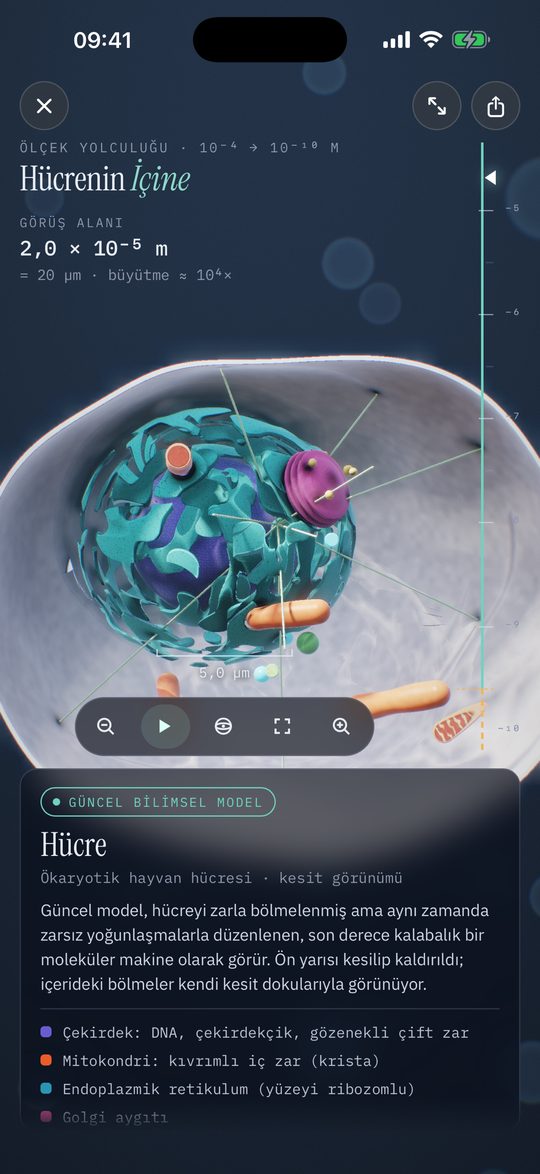 09:41
ÖLÇEK YOLCULUĞU · 10⁻⁴ → 10⁻¹⁰ M
Hücrenin İçine
GÖRÜŞ ALANI
2,0 × 10⁻⁵ m
= 20 µm · büyütme ≈ 10⁴×
-5
-6
-7
-9
5,0 µm
-10
GÜNCEL BİLİMSEL MODEL
Hücre
Ökaryotik hayvan hücresi · kesit görünümü
Güncel model, hücreyi zarla bölmelenmiş ama aynı zamanda
zarsız yoğunlaşmalarla düzenlenen, son derece kalabalık bir
moleküler makine olarak görür. Ön yarısı kesilip kaldırıldı;
içerideki bölmeler kendi kesit dokularıyla görünüyor.
Çekirdek: DNA, çekirdekçik, gözenekli çift zar
Mitokondri: kıvrımlı iç zar (krista)
Endoplazmik retikulum (yüzeyi ribozomlu)
Golgi aygıtı